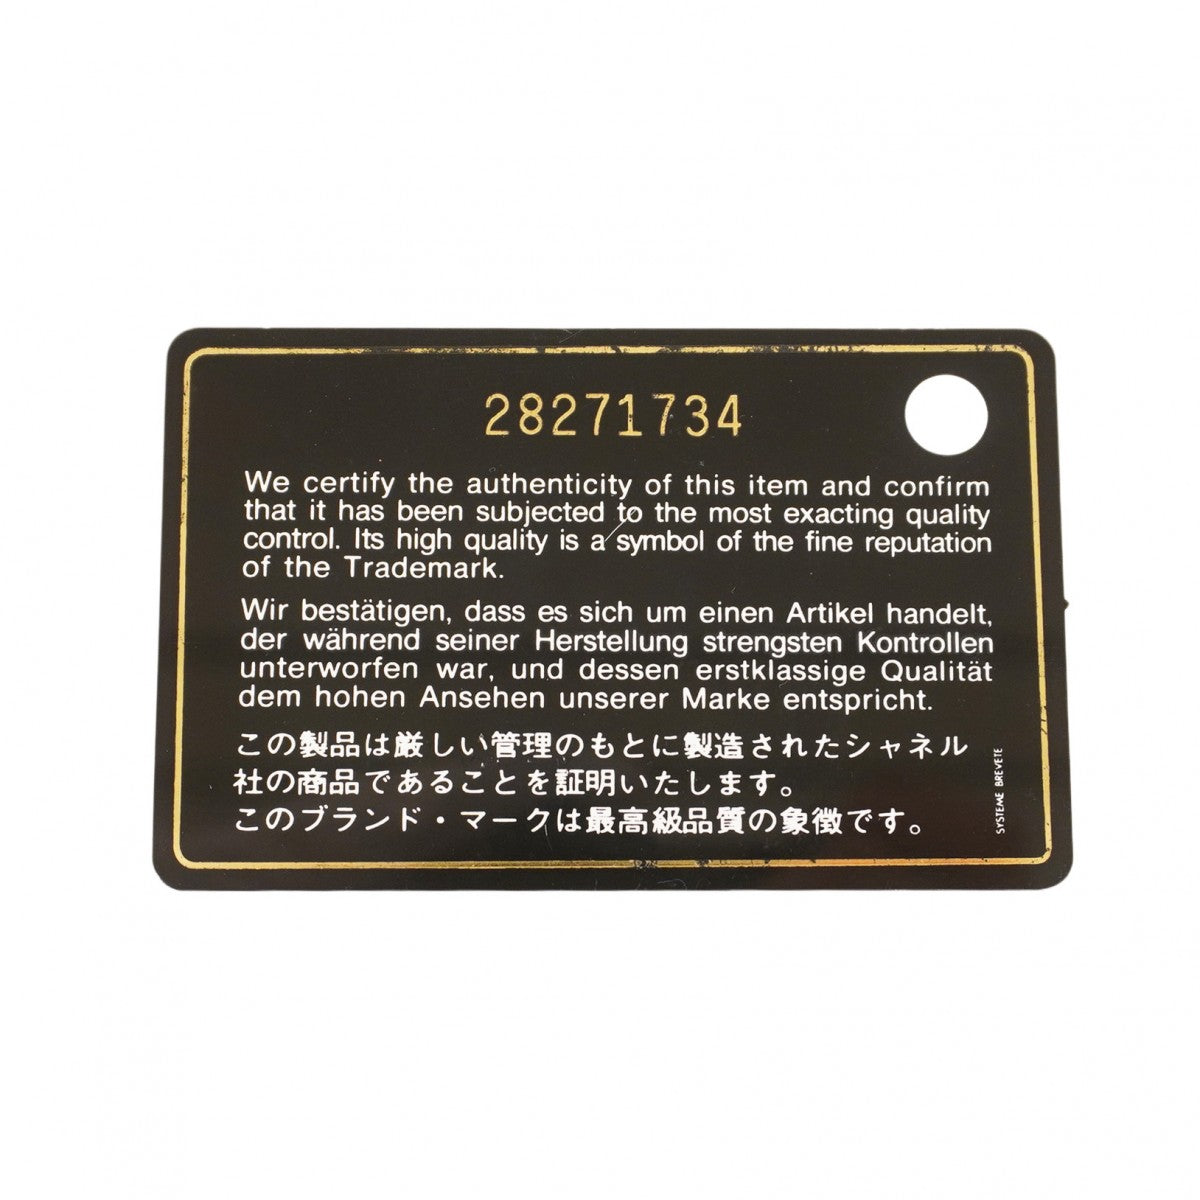 28271734
We certify the authenticity of this item and confirm
that it has been subjected to the most exacting quality
control. Its high quality is a symbol of the fine reputation
of the Trademark.
Wir bestätigen, dass es sich um einen Artikel handelt,
der während seiner Herstellung strengsten Kontrollen
unterworfen war, und dessen erstklassige Qualität
dem hohen Ansehen unserer Marke entspricht.
この製品は厳しい管理のもとに製造されたシャネル
社の商品であることを証明いたします。
このブランド・マークは最高級品質の象徴です。
SYSTEME BREVETE